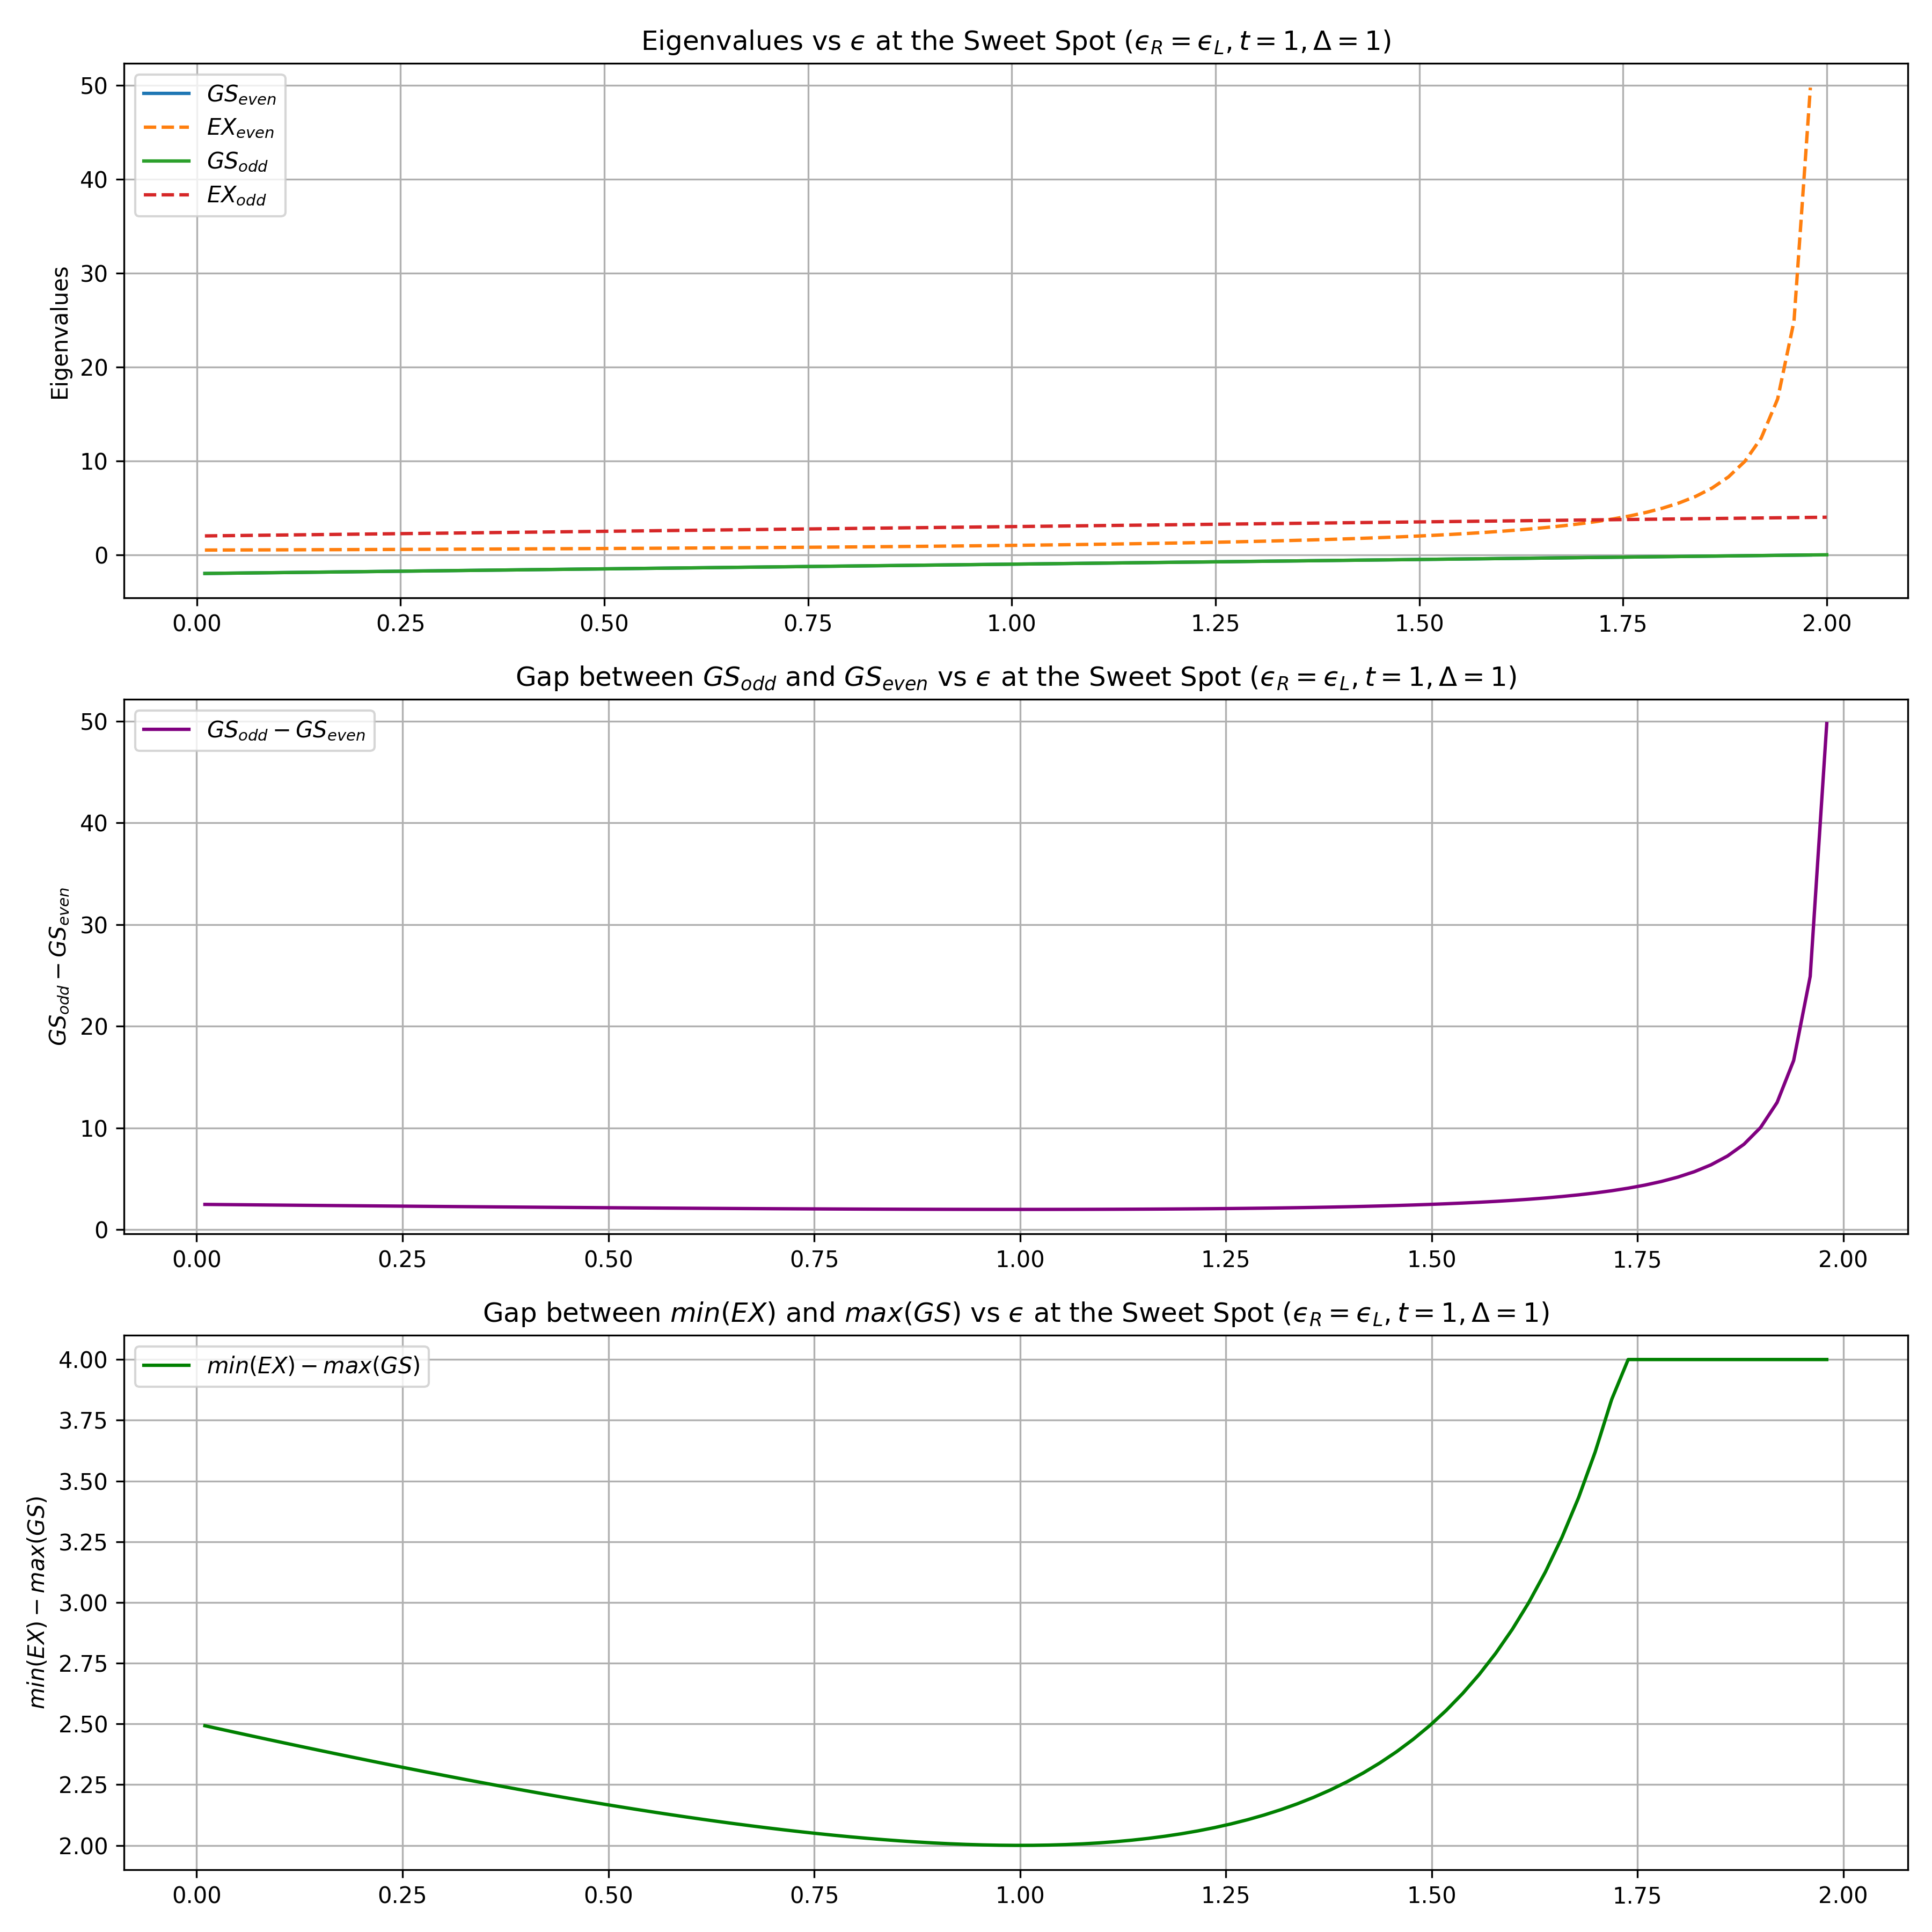 Eigenvalues vs ϵ at the Sweet Spot (ϵ_R = ϵ_L, t = 1, Δ = 1)
50
40
30
20
10
0
Eigenvalues
GS_even
EX_even
GS_odd
EX_odd
0.00 0.25 0.50 0.75 1.00 1.25 1.50 1.75 2.00
Gap between GS_odd and GS_even vs ϵ at the Sweet Spot (ϵ_R = ϵ_L, t = 1, Δ = 1)
50
40
30
20
10
0
GS_odd − GS_even
GS_odd − GS_even
0.00 0.25 0.50 0.75 1.00 1.25 1.50 1.75 2.00
Gap between min(EX) and max(GS) vs ϵ at the Sweet Spot (ϵ_R = ϵ_L, t = 1, Δ = 1)
4.00
3.75
3.50
3.25
3.00
2.75
2.50
2.25
2.00
min(EX) − max(GS)
min(EX) − max(GS)
0.00 0.25 0.50 0.75 1.00 1.25 1.50 1.75 2.00